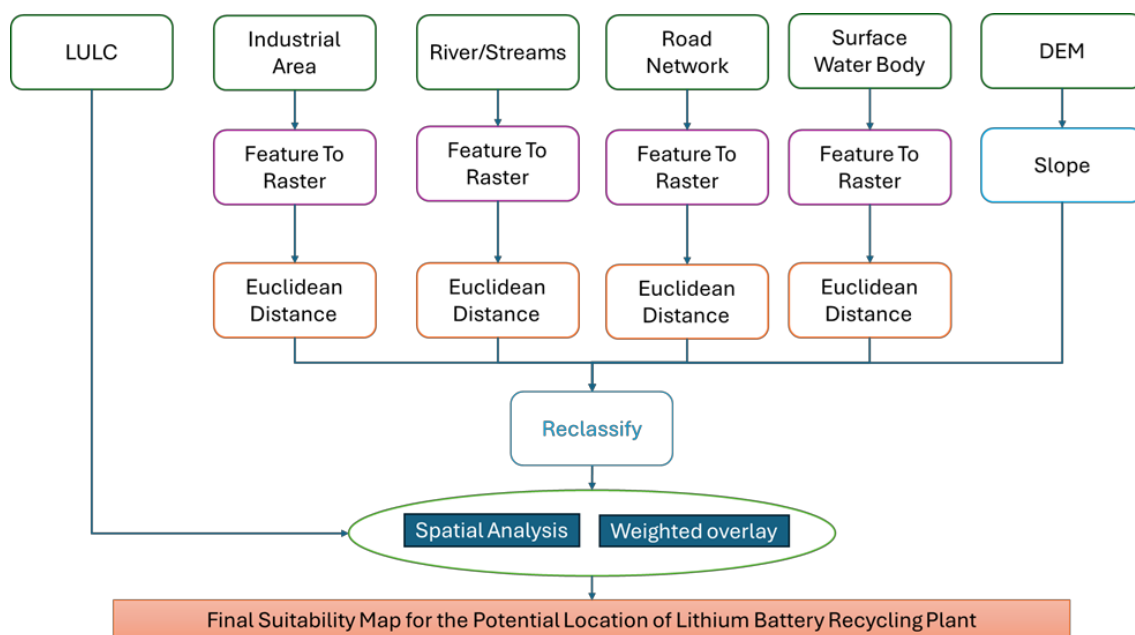 LULC
Industrial
Area
River/Streams
Road
Network
Surface
Water Body
DEM
Feature To
Raster
Feature To
Raster
Feature To
Raster
Feature To
Raster
Slope
Euclidean
Distance
Euclidean
Distance
Euclidean
Distance
Euclidean
Distance
Reclassify
Spatial Analysis
Weighted overlay
Final Suitability Map for the Potential Location of Lithium Battery Recycling Plant